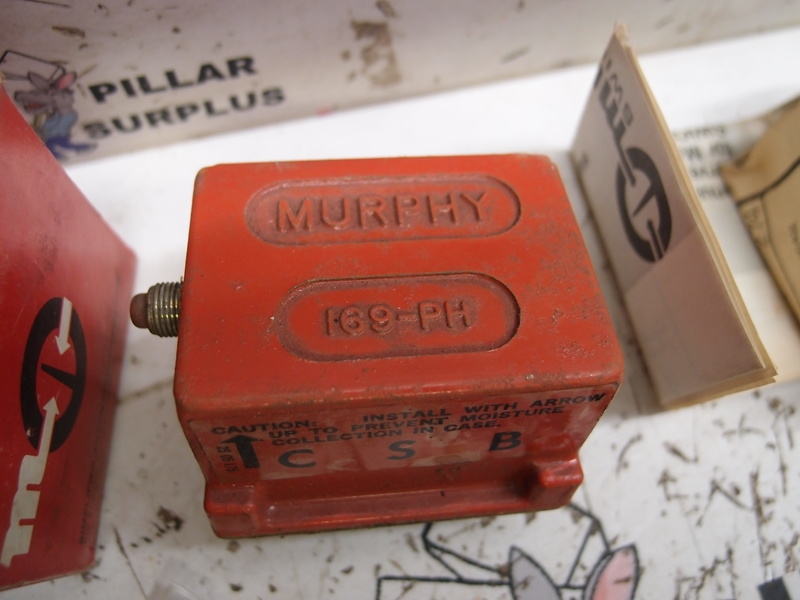 PILLAR
SURPLUS
MURPHY
169-PH
CAUTION: INSTALL WITH ARROW
UP TO PREVENT MOISTURE
COLLECTION IN CASE.
C S B